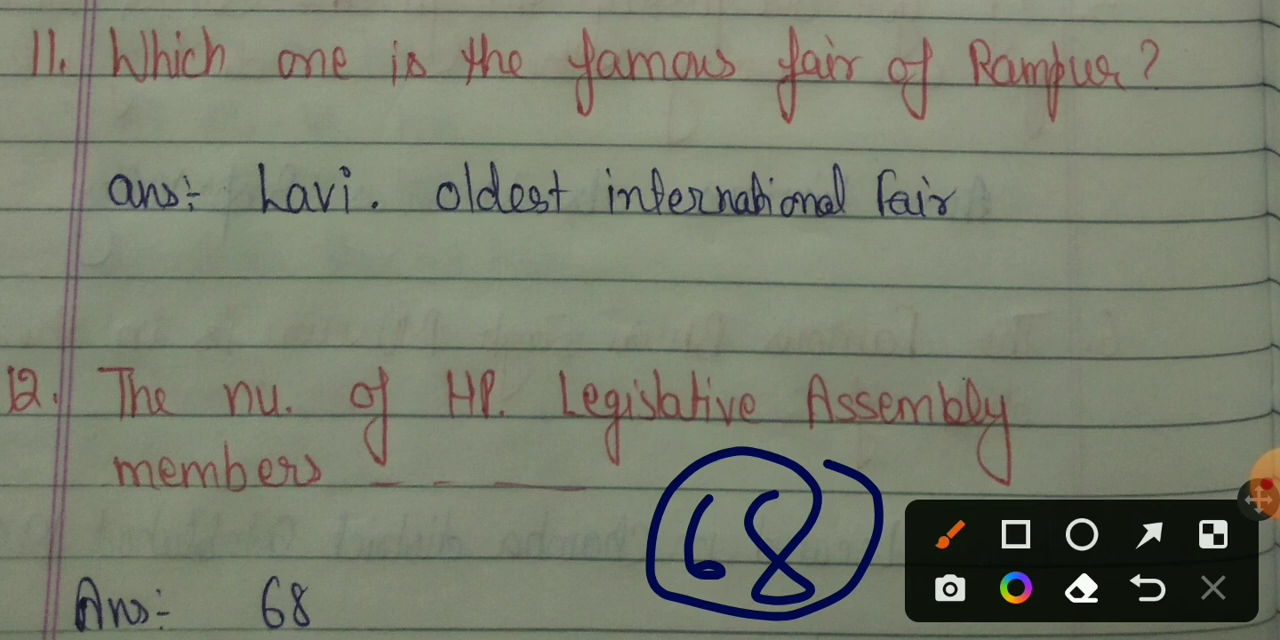 11. Which one is the famous fair of Rampur?
ans:- Lavi. oldest international fair
12. The nu. of HP. Legislative Assembly
members _ _ __
68
Ans:- 68